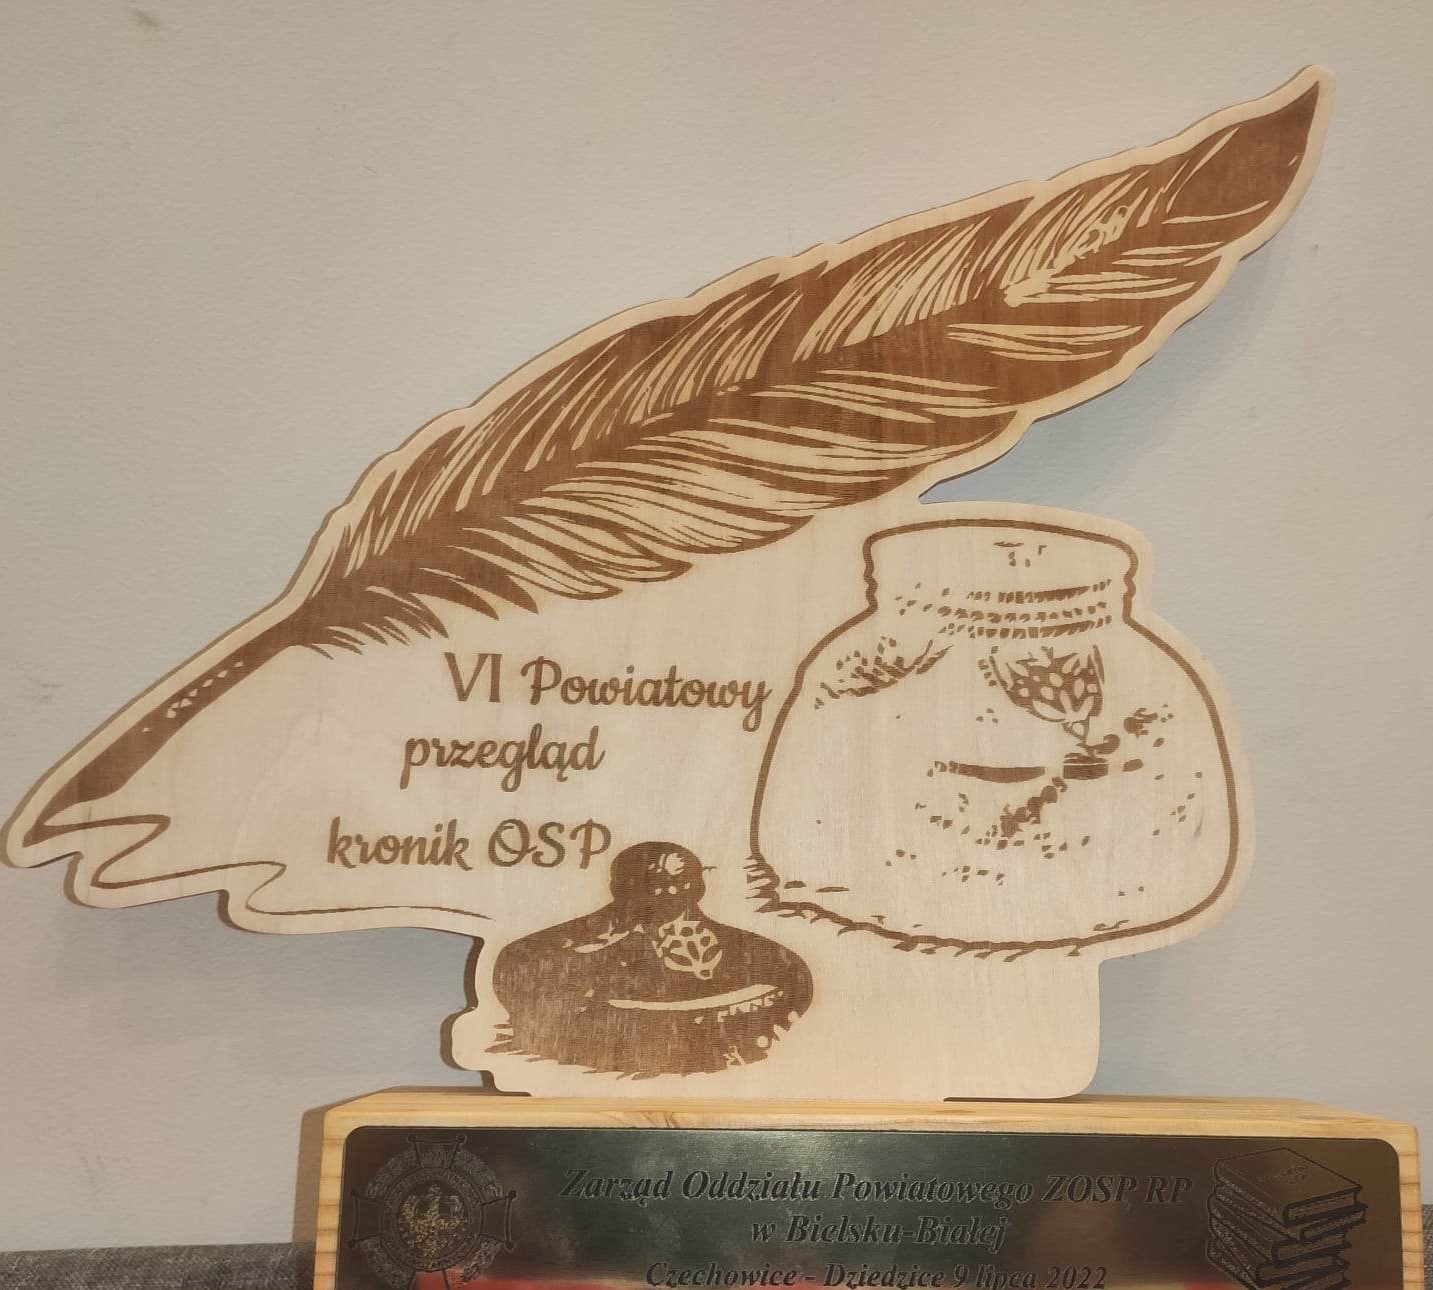 VI Powiatowy
przegląd
kronik OSP
Zarząd Oddziału Powiatowego ZOSP RP
w Bielsku-Białej
Czechowice - Dziedzice 9 lipca 2022